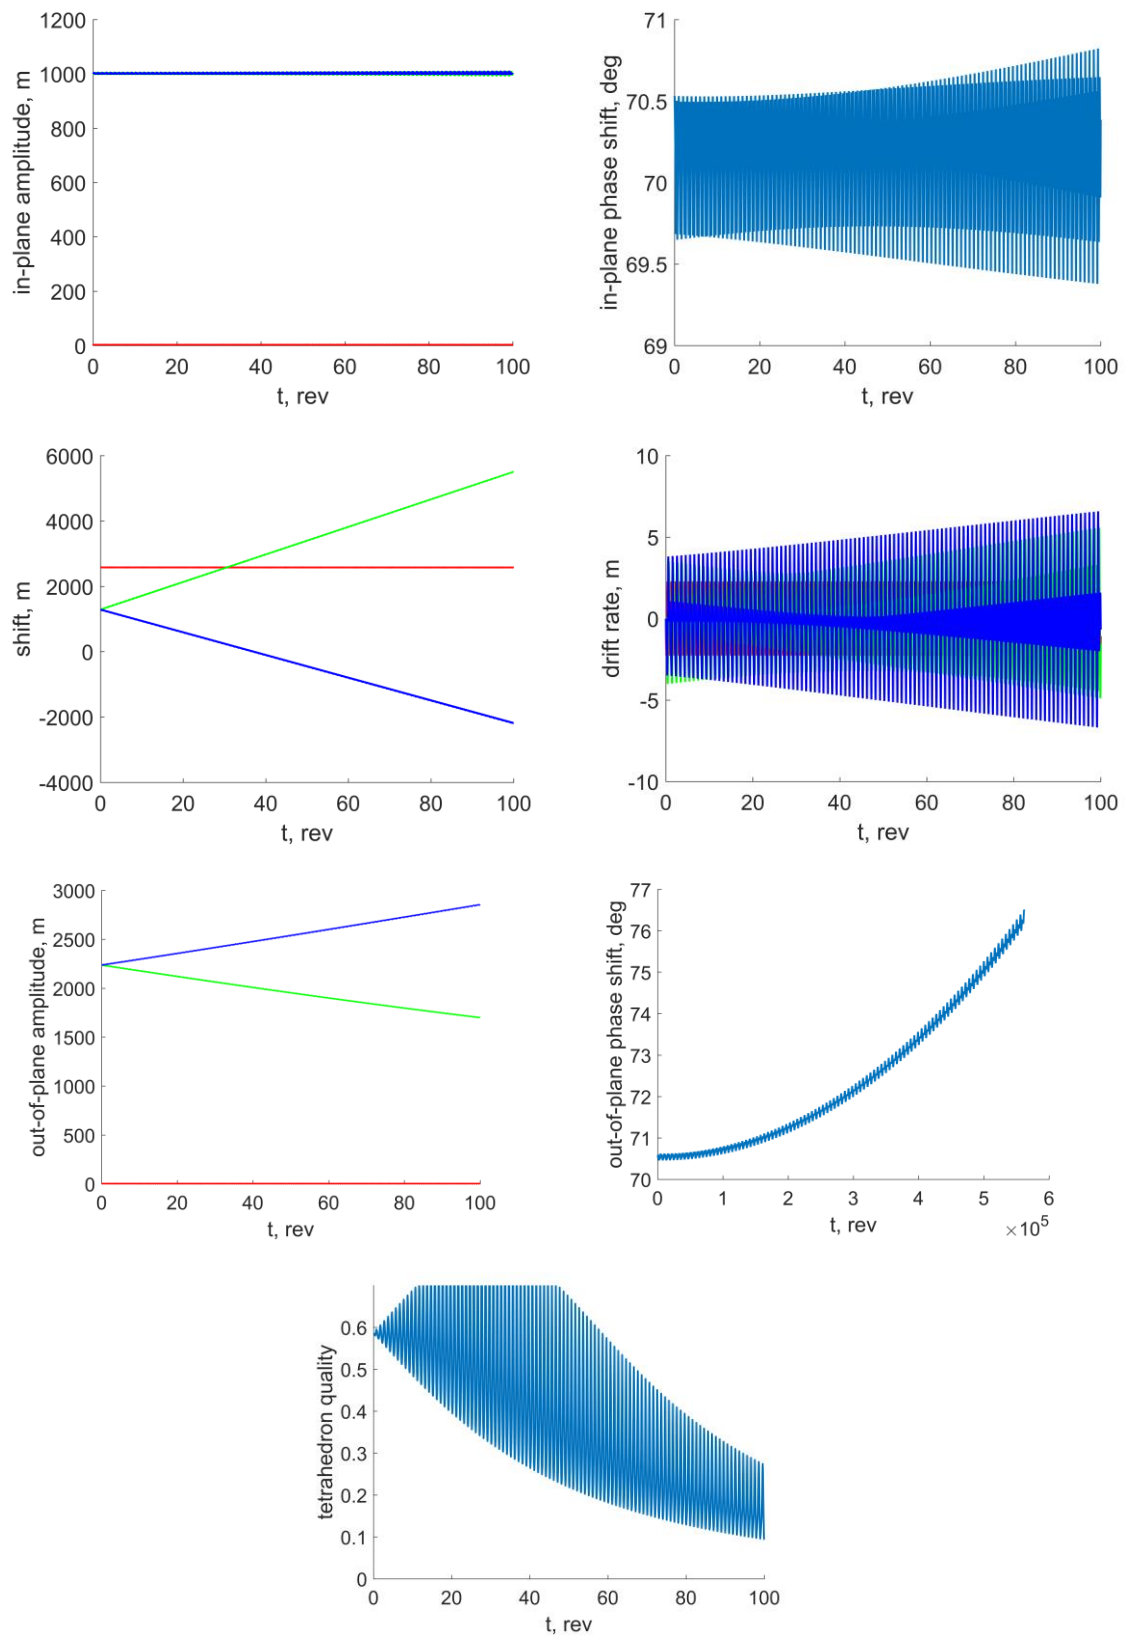 in-plane amplitude, m
1200
1000
800
600
400
200
0
0 20 40 60 80 100
t, rev
in-plane phase shift, deg
71
70.5
70
69.5
69
0 20 40 60 80 100
t, rev
shift, m
6000
4000
2000
0
-2000
-4000
0 20 40 60 80 100
t, rev
drift rate, m
10
5
0
-5
-10
0 20 40 60 80 100
t, rev
out-of-plane amplitude, m
3000
2500
2000
1500
1000
500
0
0 20 40 60 80 100
t, rev
out-of-plane phase shift, deg
77
76
75
74
73
72
71
70
0 1 2 3 4 5 6
t, rev
×10⁵
tetrahedron quality
0.6
0.5
0.4
0.3
0.2
0.1
0
0 20 40 60 80 100
t, rev